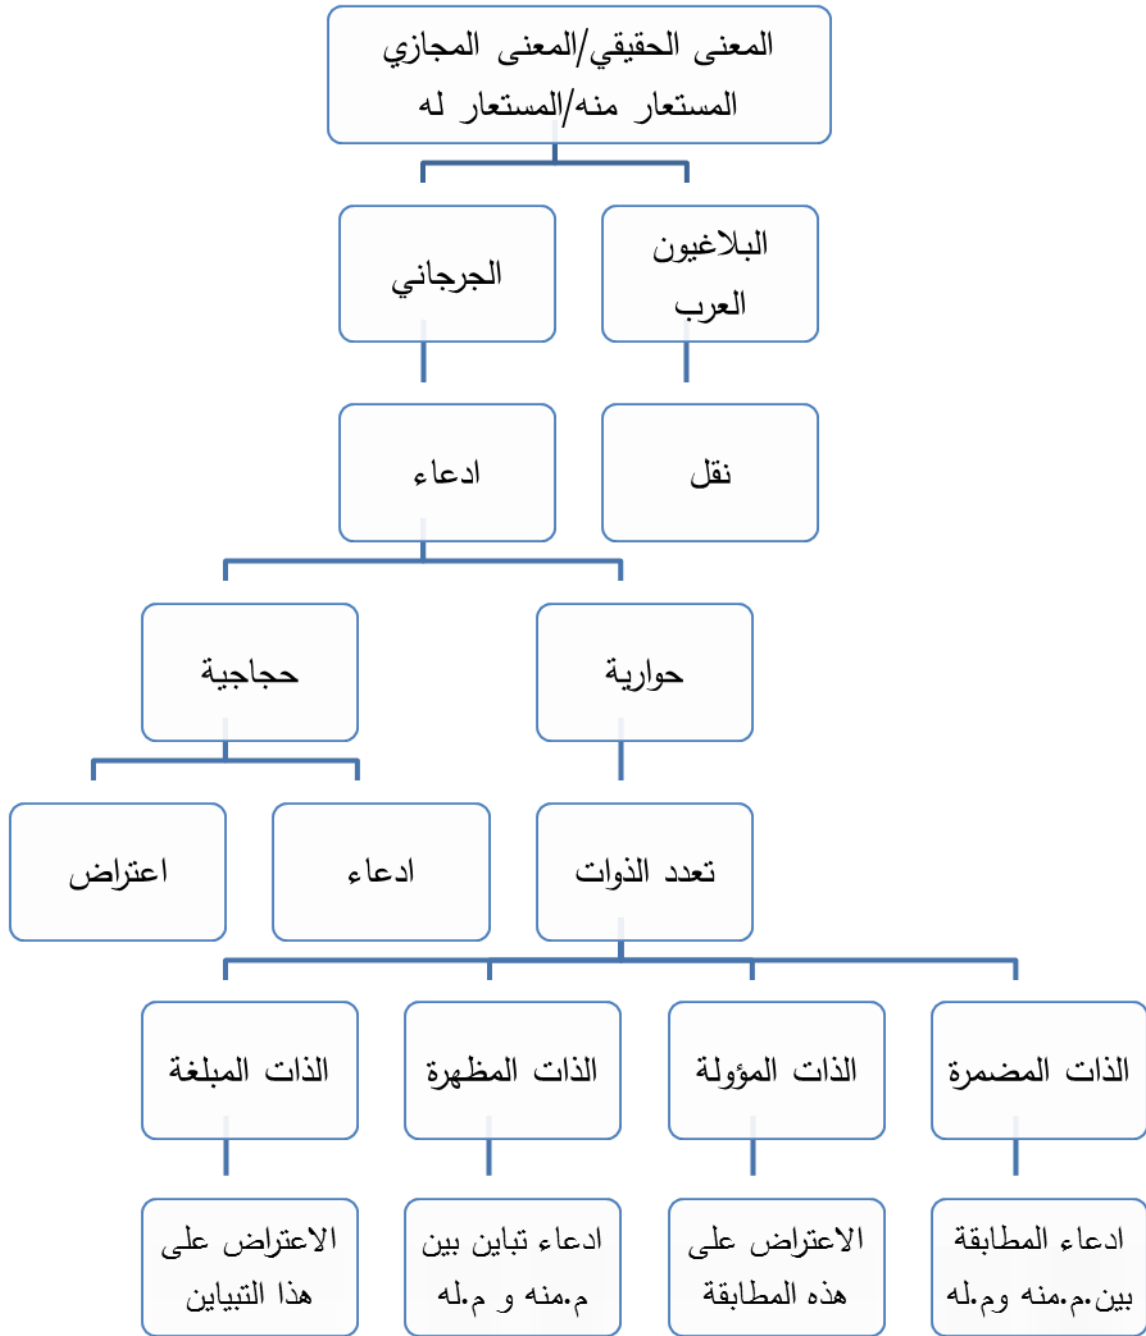 المعنى الحقيقي/المعنى المجازي
المستعار منه/المستعار له
البلاغيون
العرب
الجرجاني
نقل
ادعاء
حوارية
حجاجية
تعدد الذوات
ادعاء
اعتراض
الذات المضمرة
الذات المؤولة
الذات المظهرة
الذات المبلغة
ادعاء المطابقة
بين.م.منه وم.له
الاعتراض على
هذه المطابقة
ادعاء تباين بين
م.منه و م.له
الاعتراض على
هذا التبياين